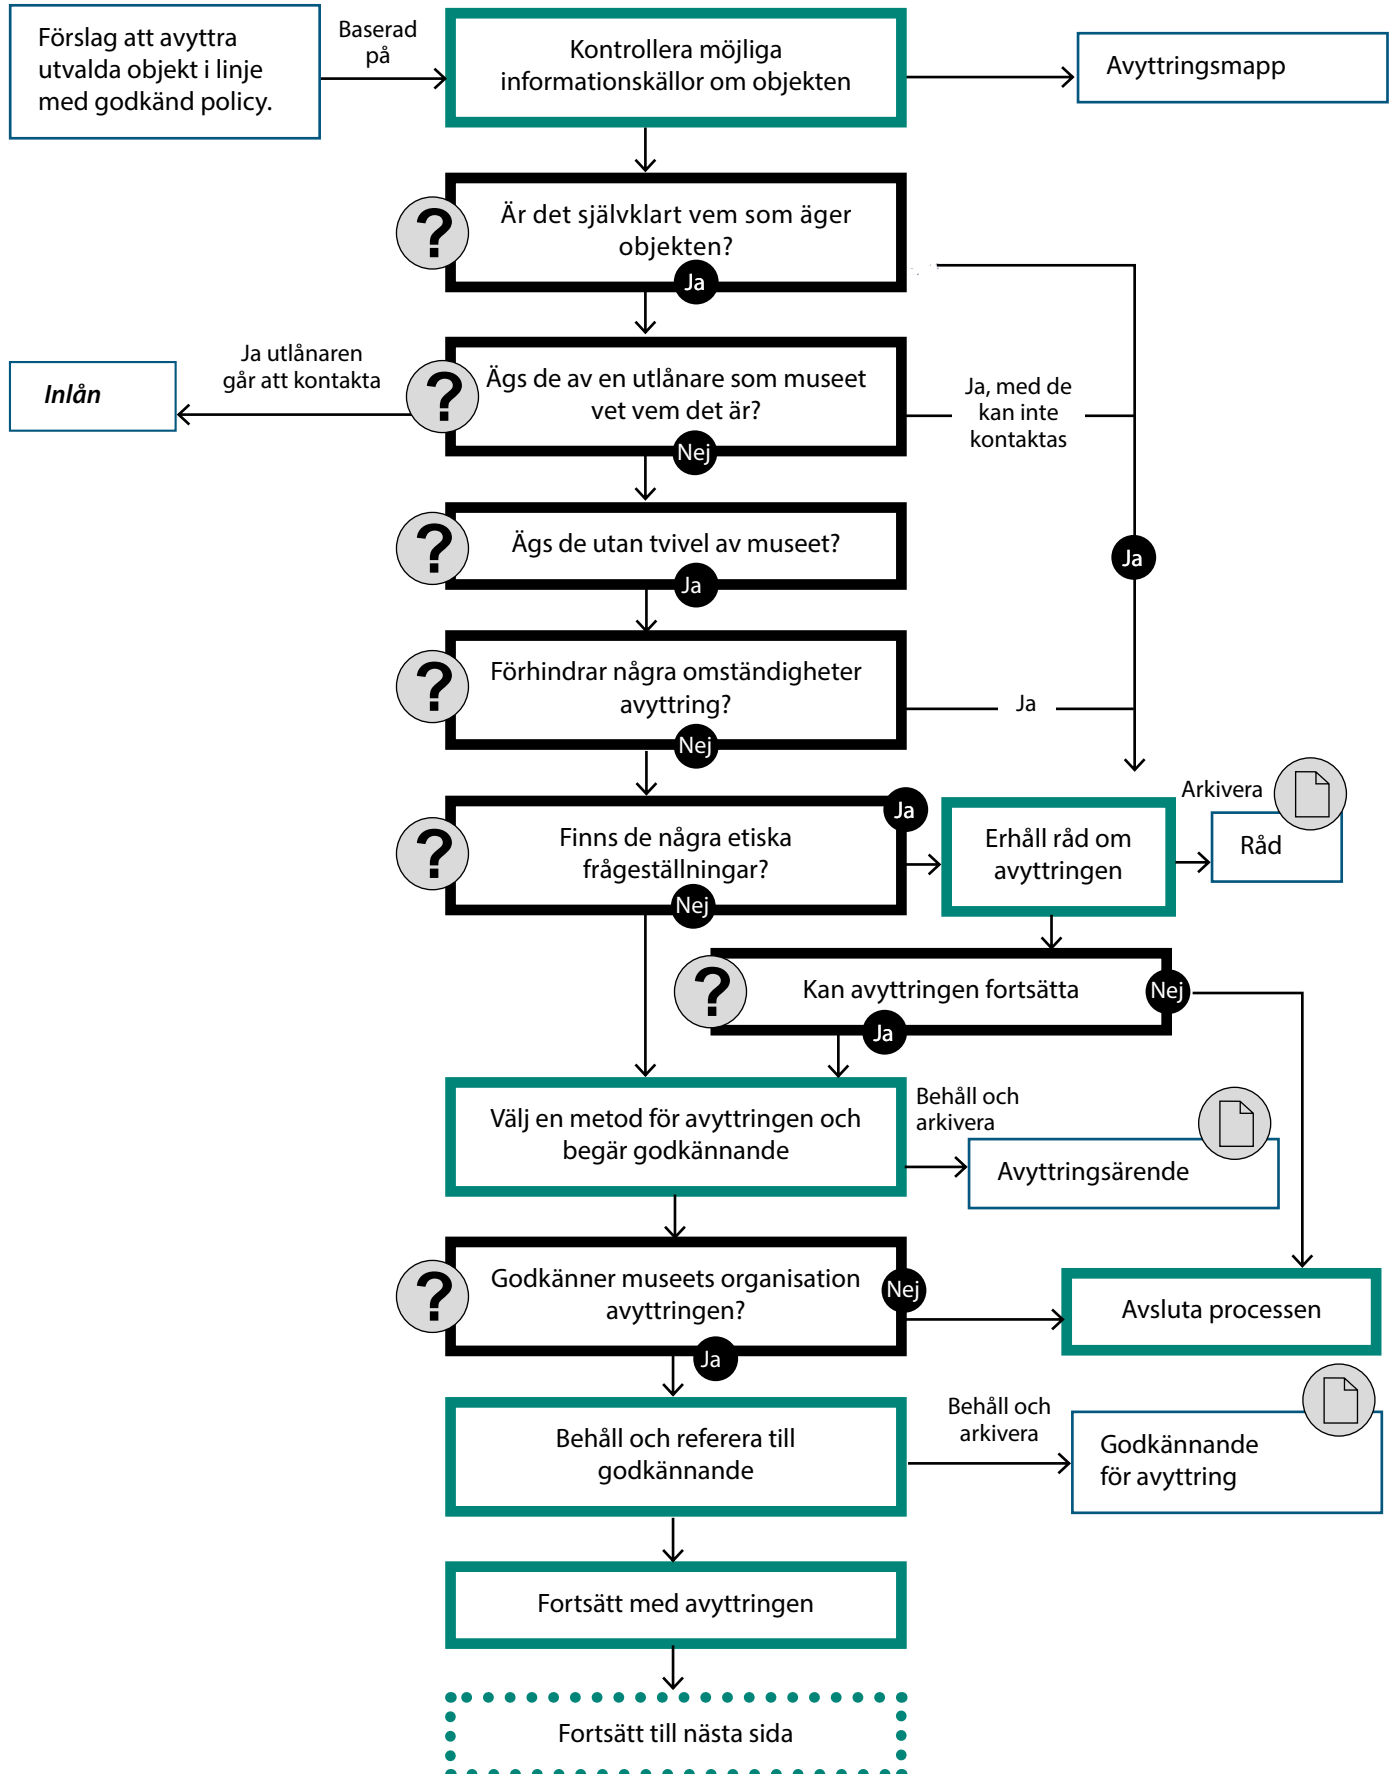 Förslag att avyttra
utvalda objekt i linje
med godkänd policy.
Baserad
på
Kontrollera möjliga
informationskällor om objekten
Avyttringsmapp
?
Är det självklart vem som äger
objekten?
Ja
Inlån
Ja utlånaren
går att kontakta
?
Ägs de av en utlånare som museet
vet vem det är?
Nej
Ja, med de
kan inte
kontaktas
?
Ägs de utan tvivel av museet?
Ja
Ja
?
Förhindrar några omständigheter
avyttring?
Nej
Ja
?
Finns de några etiska
frågeställningar?
Ja
Nej
Erhåll råd om
avyttringen
Arkivera
Råd
?
Kan avyttringen fortsätta
Nej
Ja
Välj en metod för avyttringen och
begär godkännande
Behåll och
arkivera
Avyttringsärende
?
Godkänner museets organisation
avyttringen?
Nej
Ja
Avsluta processen
Behåll och referera till
godkännande
Behåll och
arkivera
Godkännande
för avyttring
Fortsätt med avyttringen
Fortsätt till nästa sida